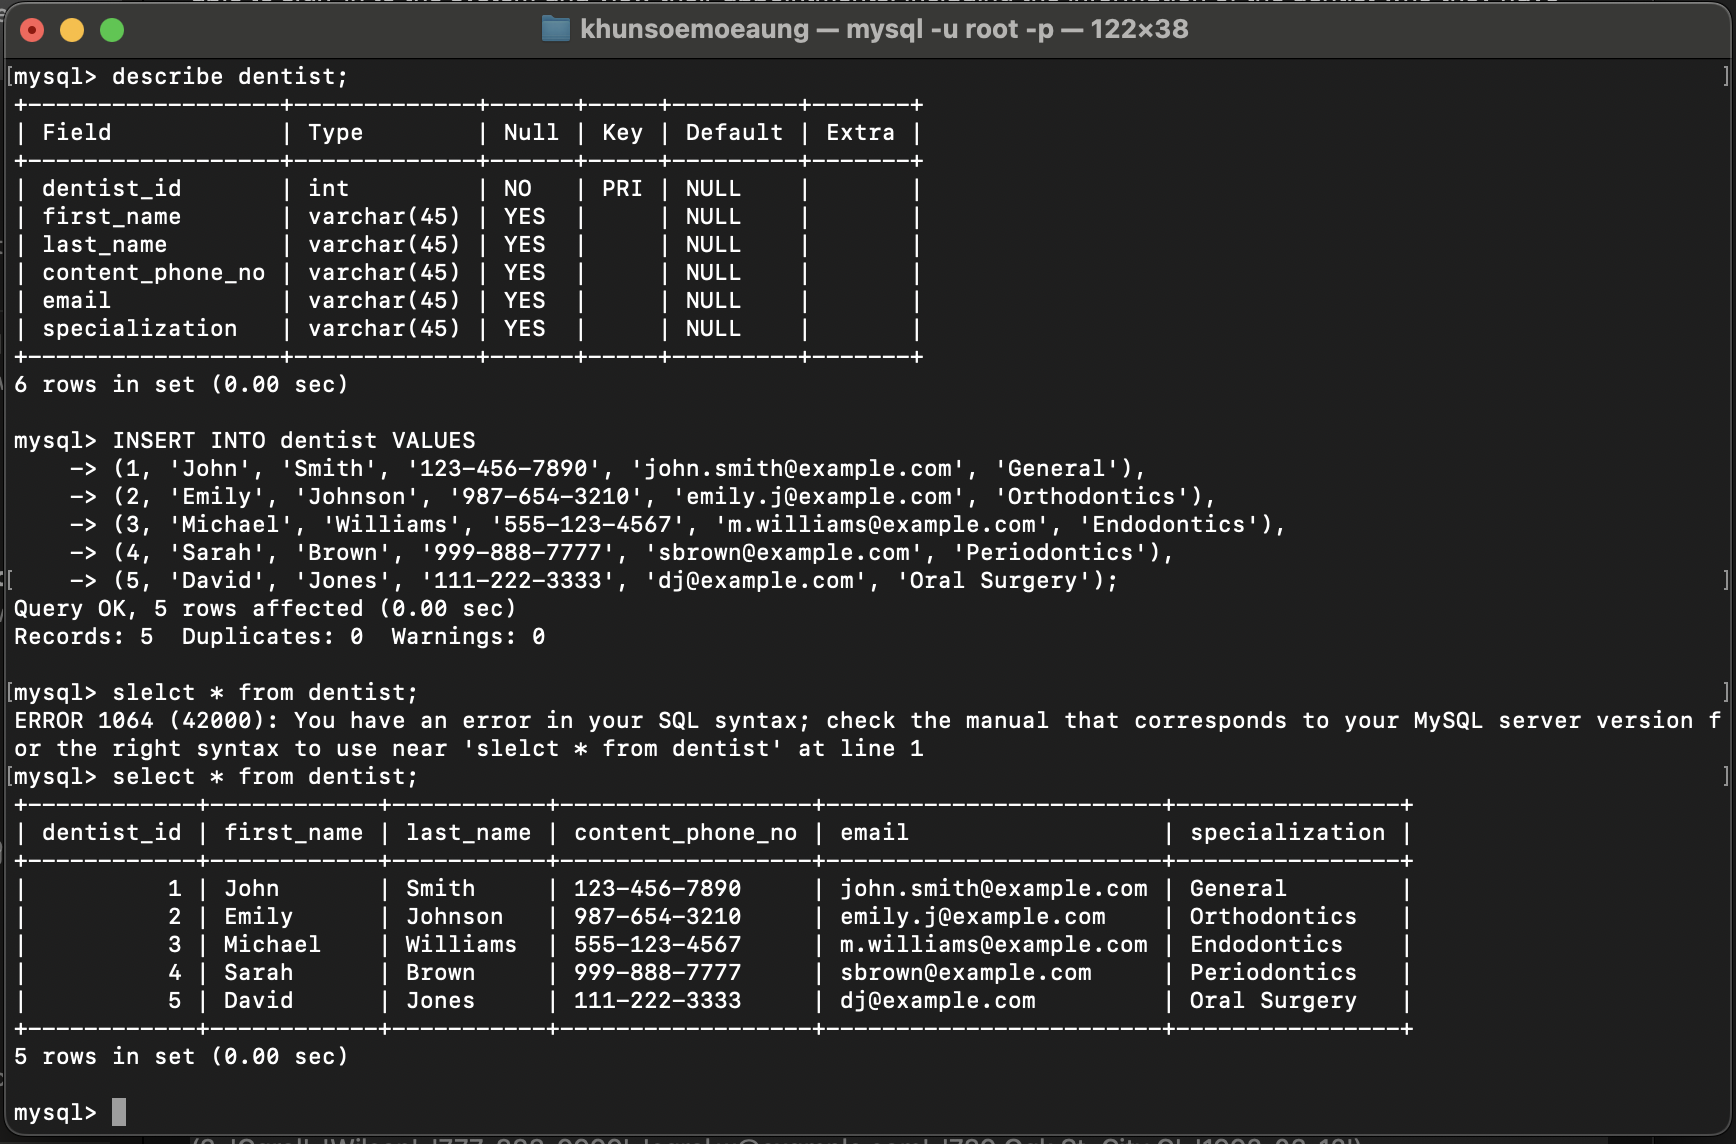 khunsoemoeaung — mysql -u root -p — 122×38
mysql> describe dentist;
+-------------------+-------------+------+-----+---------+-------+
| Field             | Type        | Null | Key | Default | Extra |
+-------------------+-------------+------+-----+---------+-------+
| dentist_id        | int         | NO   | PRI | NULL    |       |
| first_name        | varchar(45) | YES  |     | NULL    |       |
| last_name         | varchar(45) | YES  |     | NULL    |       |
| content_phone_no  | varchar(45) | YES  |     | NULL    |       |
| email             | varchar(45) | YES  |     | NULL    |       |
| specialization    | varchar(45) | YES  |     | NULL    |       |
+-------------------+-------------+------+-----+---------+-------+
6 rows in set (0.00 sec)
mysql> INSERT INTO dentist VALUES
    -> (1, 'John', 'Smith', '123-456-7890', 'john.smith@example.com', 'General'),
    -> (2, 'Emily', 'Johnson', '987-654-3210', 'emily.j@example.com', 'Orthodontics'),
    -> (3, 'Michael', 'Williams', '555-123-4567', 'm.williams@example.com', 'Endodontics'),
    -> (4, 'Sarah', 'Brown', '999-888-7777', 'sbrown@example.com', 'Periodontics'),
    -> (5, 'David', 'Jones', '111-222-3333', 'dj@example.com', 'Oral Surgery');
Query OK, 5 rows affected (0.00 sec)
Records: 5  Duplicates: 0  Warnings: 0
mysql> slelct * from dentist;
ERROR 1064 (42000): You have an error in your SQL syntax; check the manual that corresponds to your MySQL server version f
or the right syntax to use near 'slelct * from dentist' at line 1
mysql> select * from dentist;
+------------+------------+-----------+------------------+------------------------+----------------+
| dentist_id | first_name | last_name | content_phone_no | email                  | specialization |
+------------+------------+-----------+------------------+------------------------+----------------+
|          1 | John       | Smith     | 123-456-7890     | john.smith@example.com | General        |
|          2 | Emily      | Johnson   | 987-654-3210     | emily.j@example.com    | Orthodontics   |
|          3 | Michael    | Williams  | 555-123-4567     | m.williams@example.com | Endodontics    |
|          4 | Sarah      | Brown     | 999-888-7777     | sbrown@example.com     | Periodontics   |
|          5 | David      | Jones     | 111-222-3333     | dj@example.com         | Oral Surgery   |
+------------+------------+-----------+------------------+------------------------+----------------+
5 rows in set (0.00 sec)
mysql>